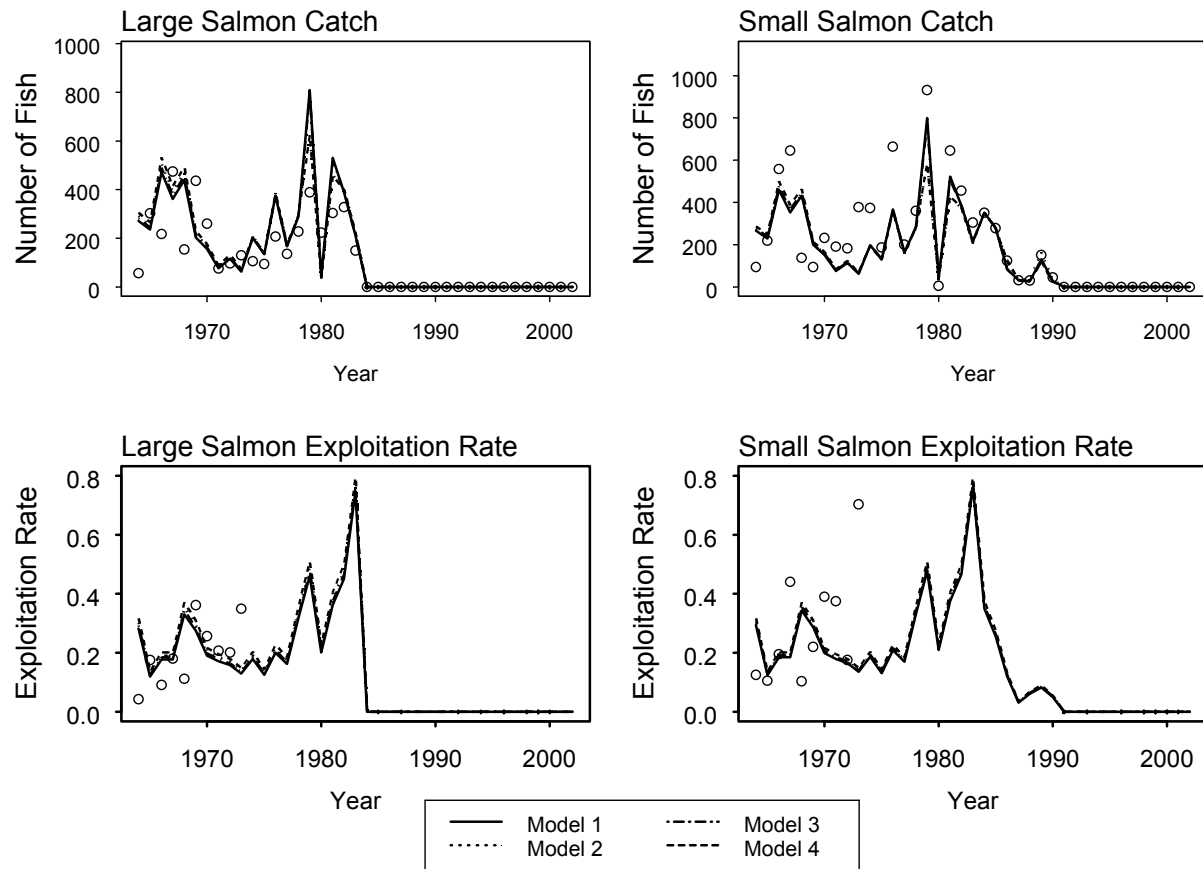 Large Salmon Catch
Number of Fish
1000
800
600
400
200
0
1970 1980 1990 2000
Year
Small Salmon Catch
Number of Fish
1000
800
600
400
200
0
1970 1980 1990 2000
Year
Large Salmon Exploitation Rate
Exploitation Rate
0.8
0.6
0.4
0.2
0.0
1970 1980 1990 2000
Year
Small Salmon Exploitation Rate
Exploitation Rate
0.8
0.6
0.4
0.2
0.0
1970 1980 1990 2000
Year
Model 1 Model 3
Model 2 Model 4